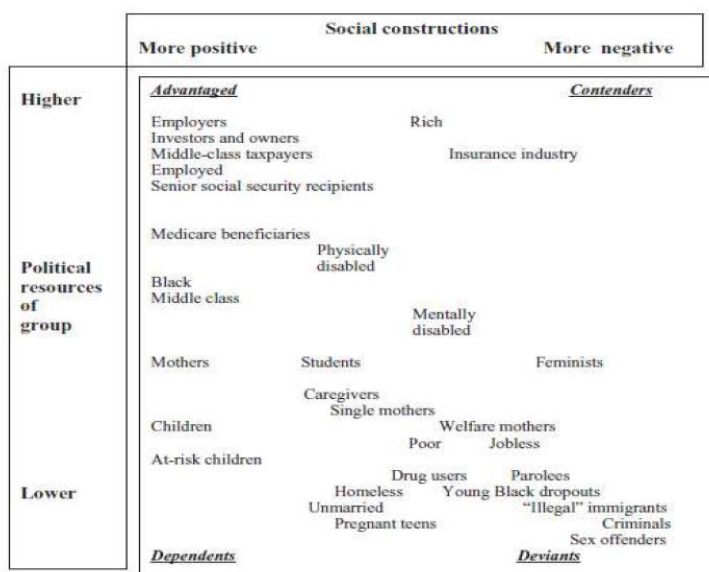 Social constructions
More positive More negative
Higher
Advantaged Contenders
Employers Rich
Investors and owners
Middle-class taxpayers Insurance industry
Employed
Senior social security recipients
Medicare beneficiaries
Physically
disabled
Political
resources
of
group
Black
Middle class
Mentally
disabled
Mothers Students Feminists
Caregivers
Single mothers
Children Welfare mothers
Poor Jobless
At-risk children
Drug users Parolees
Lower
Homeless Young Black dropouts
Unmarried "Illegal" immigrants
Pregnant teens Criminals
Sex offenders
Dependents Deviants